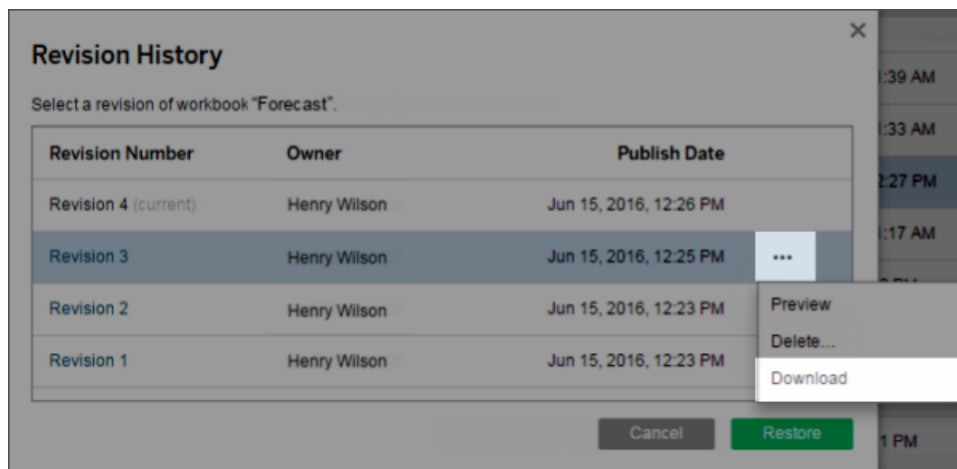 Revision History
Select a revision of workbook "Forecast".
Revision Number Owner Publish Date
Revision 4 (current) Henry Wilson Jun 15, 2016, 12:26 PM
Revision 3 Henry Wilson Jun 15, 2016, 12:25 PM ...
Revision 2 Henry Wilson Jun 15, 2016, 12:23 PM
Revision 1 Henry Wilson Jun 15, 2016, 12:23 PM
Preview
Delete...
Download
Cancel Restore
:39 AM
:33 AM
2:27 PM
:17 AM
1 PM